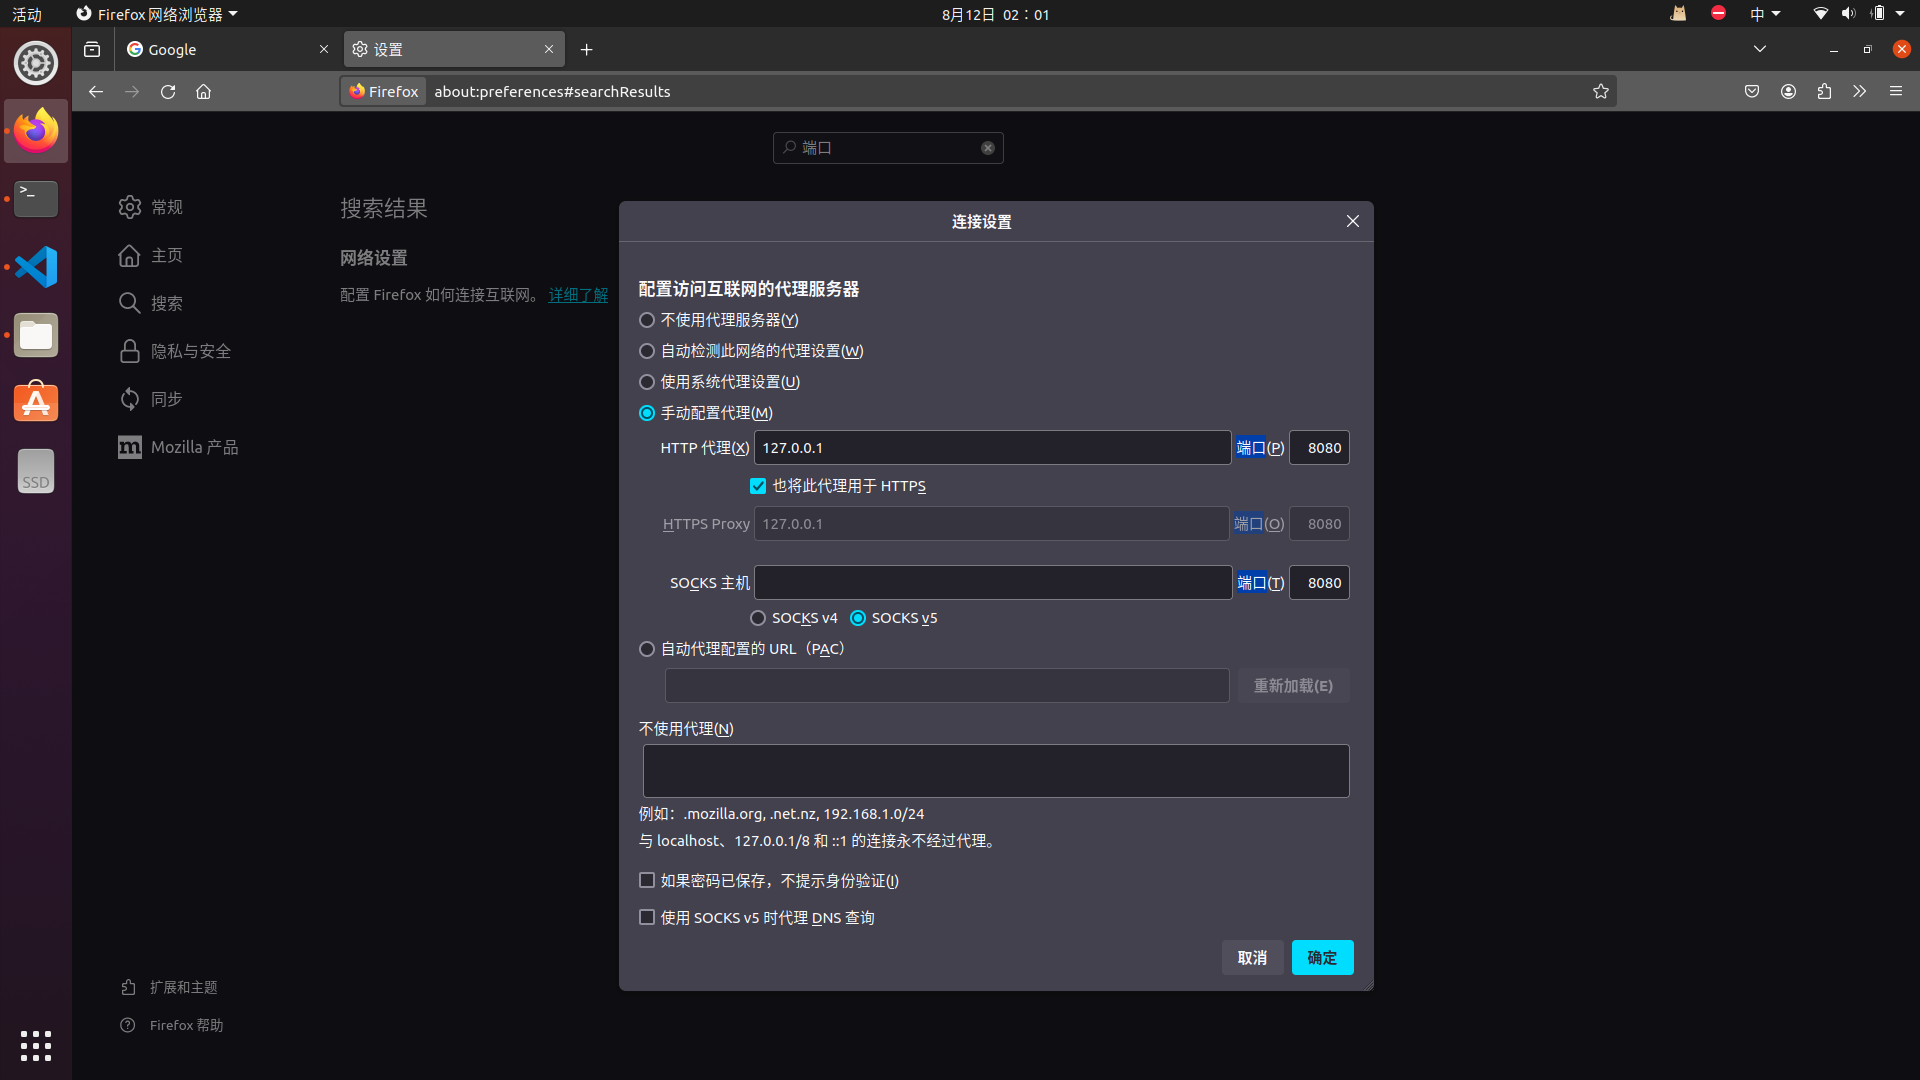 活动
Firefox 网络浏览器
8月12日 02：01
中
Google
设置
Firefox
about:preferences#searchResults
端口
常规
主页
搜索
隐私与安全
同步
Mozilla 产品
扩展和主题
Firefox 帮助
SSD
搜索结果
网络设置
配置 Firefox 如何连接互联网。 详细了解
连接设置
配置访问互联网的代理服务器
不使用代理服务器(Y)
自动检测此网络的代理设置(W)
使用系统代理设置(U)
手动配置代理(M)
HTTP 代理(X) 127.0.0.1 端口(P) 8080
也将此代理用于 HTTPS
HTTPS Proxy 127.0.0.1 端口(O) 8080
SOCKS 主机 端口(T) 8080
SOCKS v4 SOCKS v5
自动代理配置的 URL（PAC）
重新加载(E)
不使用代理(N)
例如：.mozilla.org, .net.nz, 192.168.1.0/24
与 localhost、127.0.0.1/8 和 ::1 的连接永不经过代理。
如果密码已保存，不提示身份验证(I)
使用 SOCKS v5 时代理 DNS 查询
取消 确定